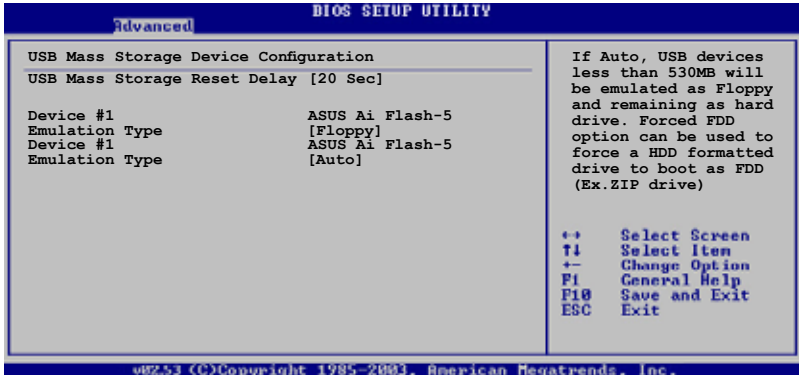 BIOS SETUP UTILITY
Advanced
USB Mass Storage Device Configuration
USB Mass Storage Reset Delay [20 Sec]
Device #1 ASUS Ai Flash-5
Emulation Type [Floppy]
Device #1 ASUS Ai Flash-5
Emulation Type [Auto]
If Auto, USB devices
less than 530MB will
be emulated as Floppy
and remaining as hard
drive. Forced FDD
option can be used to
force a HDD formatted
drive to boot as FDD
(Ex.ZIP drive)
←→ Select Screen
↑↓ Select Item
+- Change Option
F1 General Help
F10 Save and Exit
ESC Exit
v02.53 (C)Copyright 1985-2003, American Megatrends, Inc.